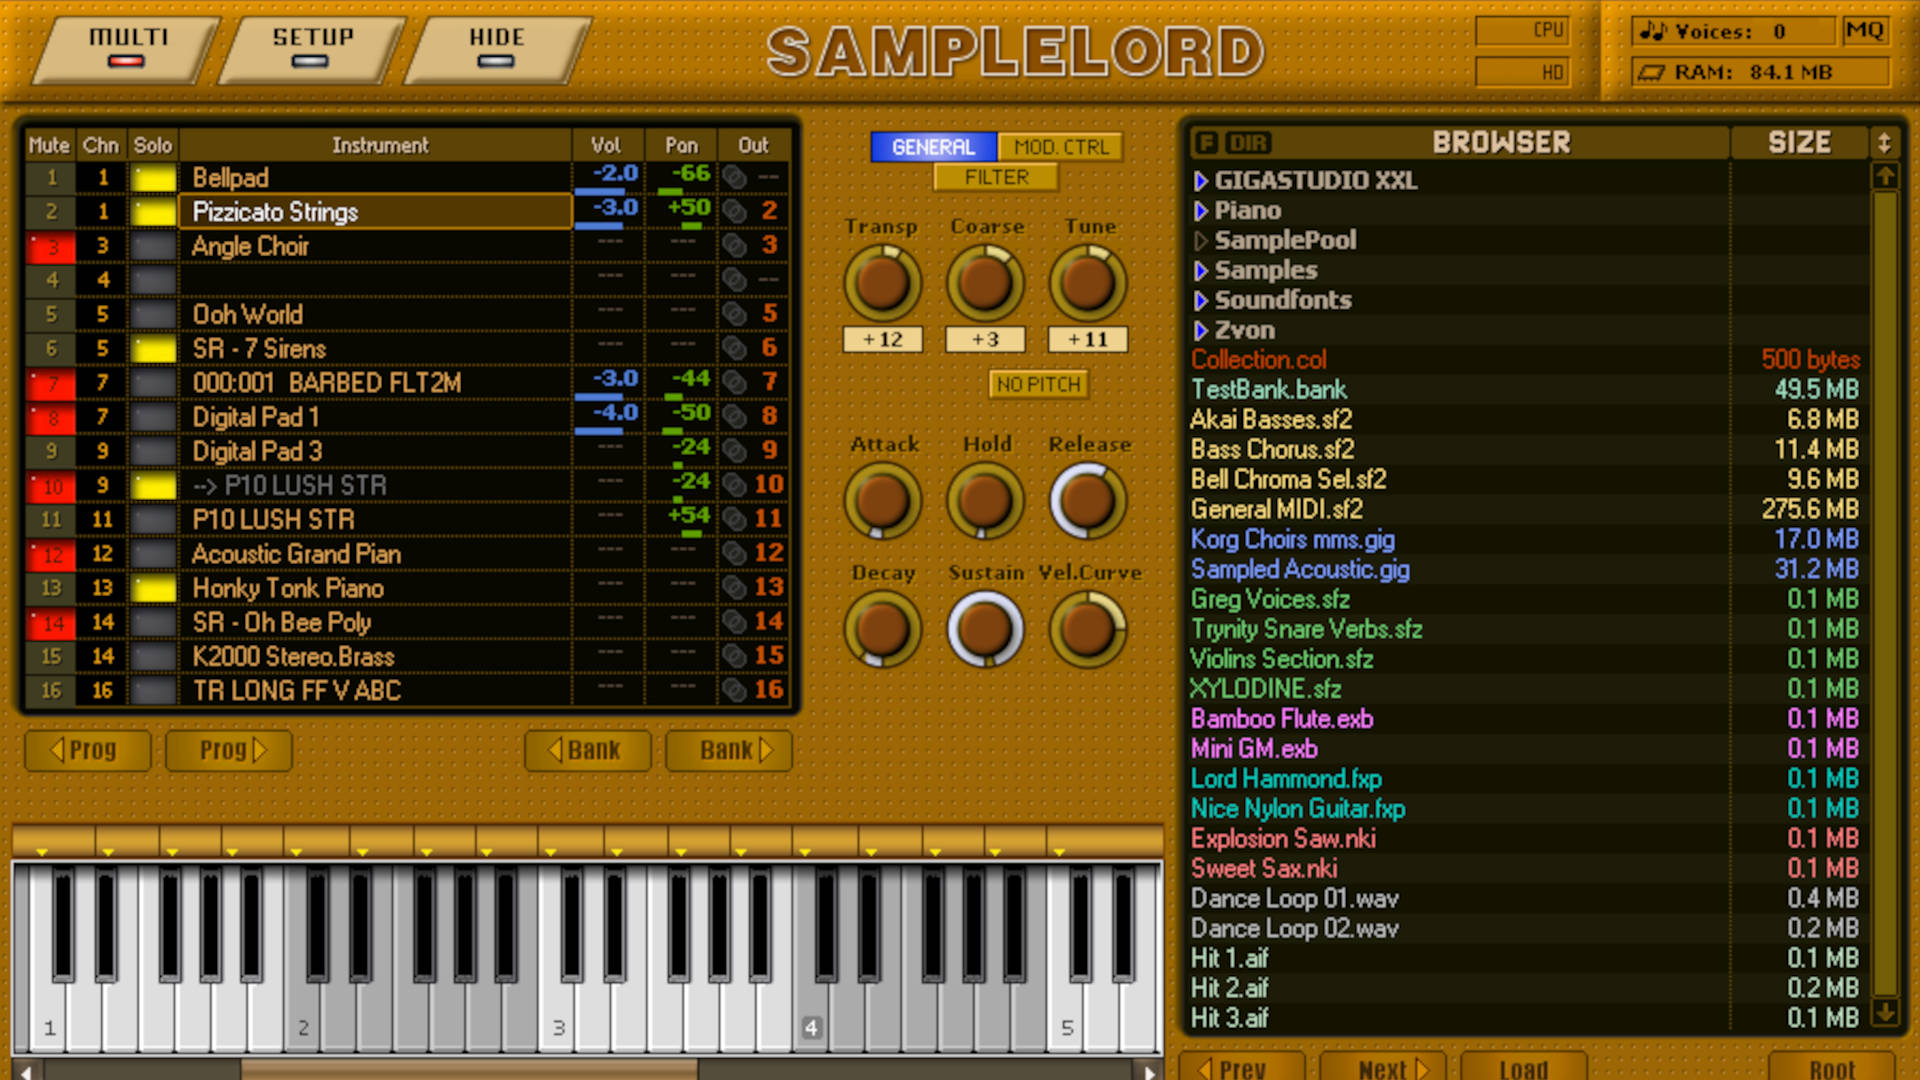 MULTI SETUP HIDE
SAMPLELORD
CPU
HD
Voices: 0 MQ
RAM: 84.1 MB
Mute Chn Solo Instrument Vol Pan Out
1 1 Bellpad -2.0 -66 --
2 1 Pizzicato Strings -3.0 +50 2
3 3 Angle Choir --- --- 3
4 4 --- --- --
5 5 Ooh World --- --- 5
6 5 SR - 7 Sirens --- --- 6
7 7 000:001 BARBED FLT2M -3.0 -44 7
8 7 Digital Pad 1 -4.0 -50 8
9 9 Digital Pad 3 --- -24 9
10 9 --> P10 LUSH STR --- -24 10
11 11 P10 LUSH STR --- +54 11
12 12 Acoustic Grand Pian --- --- 12
13 13 Honky Tonk Piano --- --- 13
14 14 SR - Oh Bee Poly --- --- 14
15 14 K2000 Stereo.Brass --- --- 15
16 16 TR LONG FF V ABC --- --- 16
Prog Prog Bank Bank
GENERAL MOD. CTRL
FILTER
Transp Coarse Tune
+12 +3 +11
NO PITCH
Attack Hold Release
Decay Sustain Vel.Curve
1 2 3 4 5
F DIR BROWSER SIZE
GIGASTUDIO XXL
Piano
SamplePool
Samples
Soundfonts
Zvon
Collection.col 500 bytes
TestBank.bank 49.5 MB
Akai Basses.sf2 6.8 MB
Bass Chorus.sf2 11.4 MB
Bell Chroma Sel.sf2 9.6 MB
General MIDI.sf2 275.6 MB
Korg Choirs mms.gig 17.0 MB
Sampled Acoustic.gig 31.2 MB
Greg Voices.sfz 0.1 MB
Trynity Snare Verbs.sfz 0.1 MB
Violins Section.sfz 0.1 MB
XYLODINE.sfz 0.1 MB
Bamboo Flute.exb 0.1 MB
Mini GM.exb 0.1 MB
Lord Hammond.fxp 0.1 MB
Nice Nylon Guitar.fxp 0.1 MB
Explosion Saw.nki 0.1 MB
Sweet Sax.nki 0.1 MB
Dance Loop 01.wav 0.4 MB
Dance Loop 02.wav 0.2 MB
Hit 1.aif 0.1 MB
Hit 2.aif 0.2 MB
Hit 3.aif 0.1 MB
Prev Next Load Root